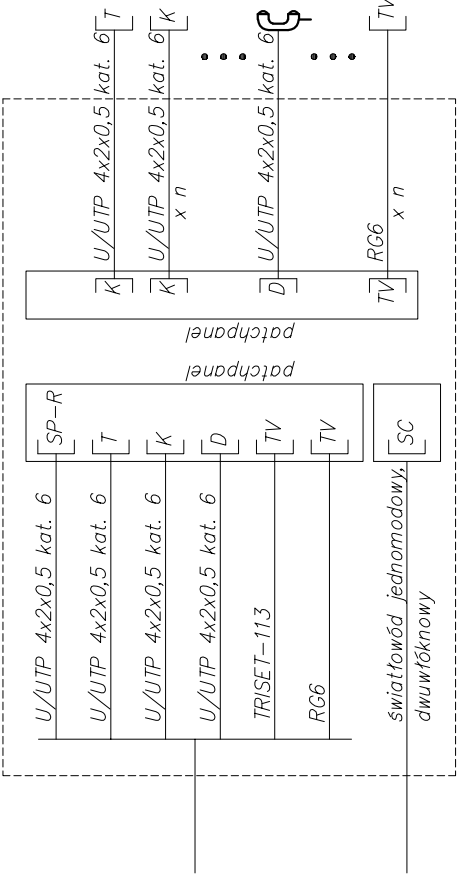 T
K
TV
U/UTP 4x2x0,5 kat. 6
U/UTP 4x2x0,5 kat. 6
x n
U/UTP 4x2x0,5 kat. 6
RG6
x n
K
K
D
TV
patchpanel
patchpanel
SP-R
T
K
D
TV
TV
SC
U/UTP 4x2x0,5 kat. 6
U/UTP 4x2x0,5 kat. 6
U/UTP 4x2x0,5 kat. 6
U/UTP 4x2x0,5 kat. 6
TRISET-113
RG6
światłowód jednomodowy,
dwuwłóknowy